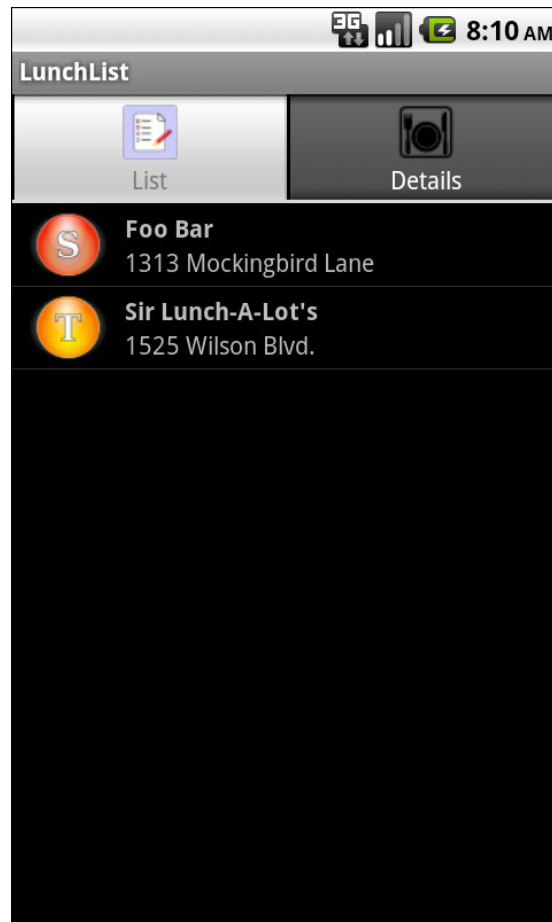 3G 8:10 AM
LunchList
List
Details
S
Foo Bar
1313 Mockingbird Lane
T
Sir Lunch-A-Lot's
1525 Wilson Blvd.